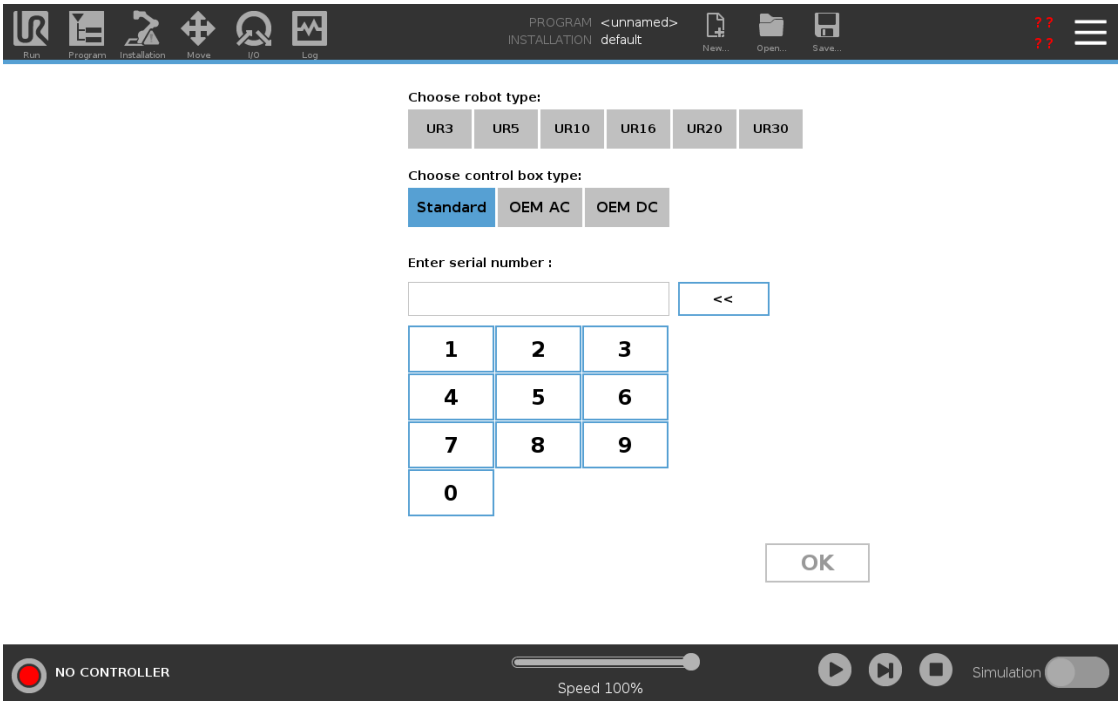 PROGRAM <unnamed>
INSTALLATION default
Run Program Installation Move I/O Log New... Open... Save...
? ?
? ?
Choose robot type:
UR3 UR5 UR10 UR16 UR20 UR30
Choose control box type:
Standard OEM AC OEM DC
Enter serial number :
<<
1 2 3
4 5 6
7 8 9
0
OK
NO CONTROLLER
Speed 100%
Simulation